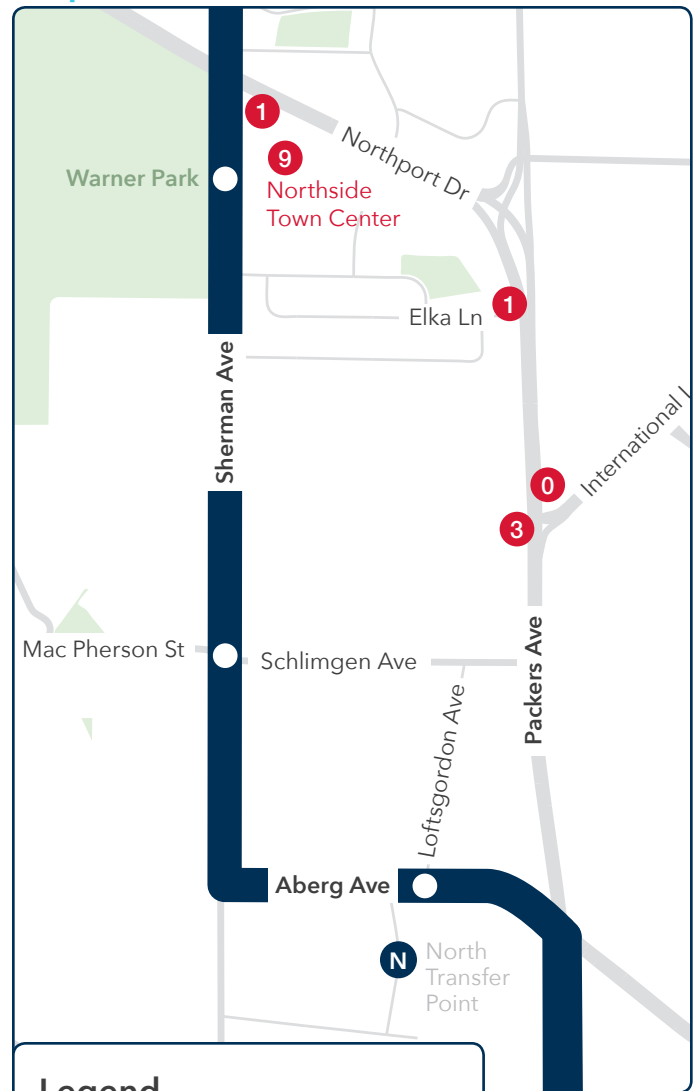 1
Northport Dr
9
Warner Park
Northside
Town Center
1
Elka Ln
Sherman Ave
International
0
3
Mac Pherson St
Schlimgen Ave
Packers Ave
Loftsgordon Ave
Aberg Ave
N
North
Transfer
Point
Legend